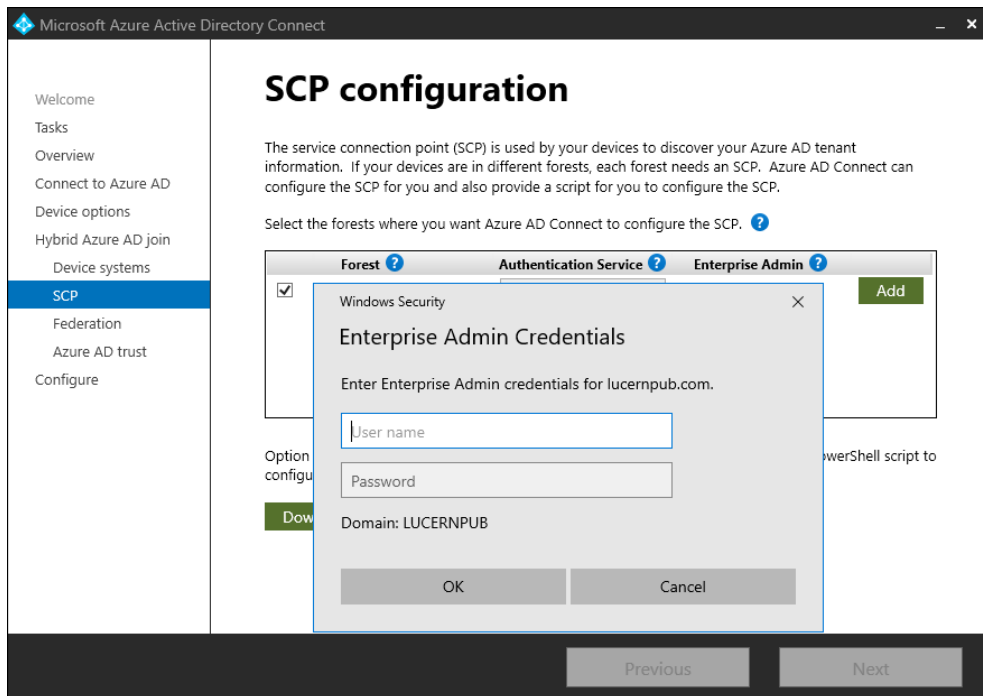 Microsoft Azure Active Directory Connect
Welcome
Tasks
Overview
Connect to Azure AD
Device options
Hybrid Azure AD join
Device systems
SCP
Federation
Azure AD trust
Configure
SCP configuration
The service connection point (SCP) is used by your devices to discover your Azure AD tenant
information. If your devices are in different forests, each forest needs an SCP. Azure AD Connect can
configure the SCP for you and also provide a script for you to configure the SCP.
Select the forests where you want Azure AD Connect to configure the SCP. ?
Forest ? Authentication Service ? Enterprise Admin ?
Add
Windows Security
Enterprise Admin Credentials
Enter Enterprise Admin credentials for lucernpub.com.
User name
Password
Domain: LUCERNPUB
OK Cancel
Option werShell script to
configu
Dow
Previous Next